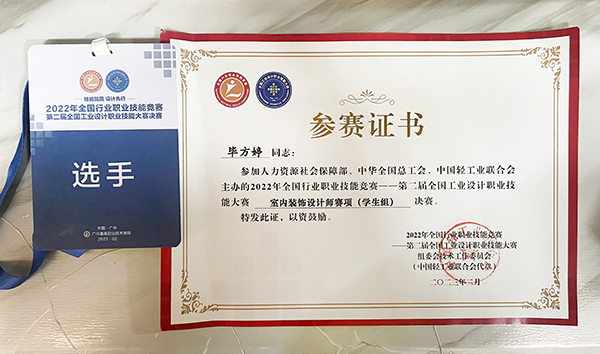 技能强国 设计先行
2022年全国行业职业技能竞赛
第二届全国工业设计职业技能大赛决赛
选手
中国·广州
2023 . 02
参赛证书
毕方婷 同志：
参加人力资源社会保障部、中华全国总工会、中国轻工业联合会
主办的2022年全国行业职业技能竞赛——第二届全国工业设计职业技
能大赛 室内装饰设计师赛项（学生组） 决赛。
特发此证，以资鼓励。
2022年全国行业职业技能竞赛
——第二届全国工业设计职业技能大赛
组委会技术工作委员会
（中国轻工业联合会代章）
二〇二三年二月